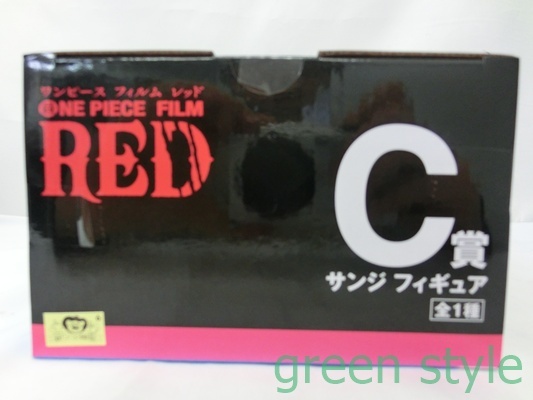 ワンピース フィルム レッド
ONE PIECE FILM
RED
C賞
サンジ フィギュア
全1種
green style